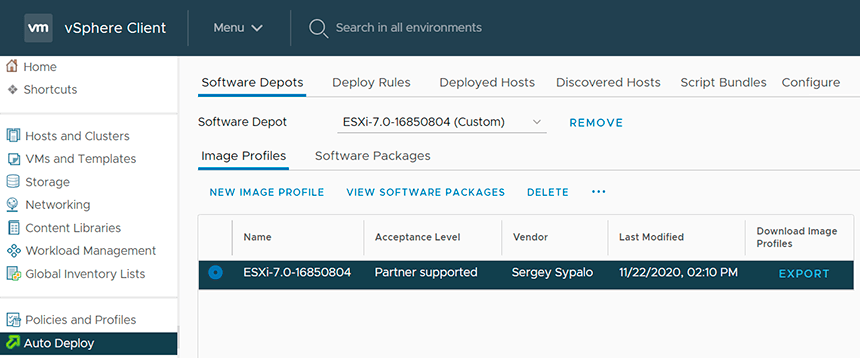 vm vSphere Client Menu Search in all environments
Home
Shortcuts
Hosts and Clusters
VMs and Templates
Storage
Networking
Content Libraries
Workload Management
Global Inventory Lists
Policies and Profiles
Auto Deploy
Software Depots Deploy Rules Deployed Hosts Discovered Hosts Script Bundles Configure
Software Depot ESXi-7.0-16850804 (Custom) REMOVE
Image Profiles Software Packages
NEW IMAGE PROFILE VIEW SOFTWARE PACKAGES DELETE ...
Name Acceptance Level Vendor Last Modified Download Image
Profiles
ESXi-7.0-16850804 Partner supported Sergey Sypalo 11/22/2020, 02:10 PM EXPORT